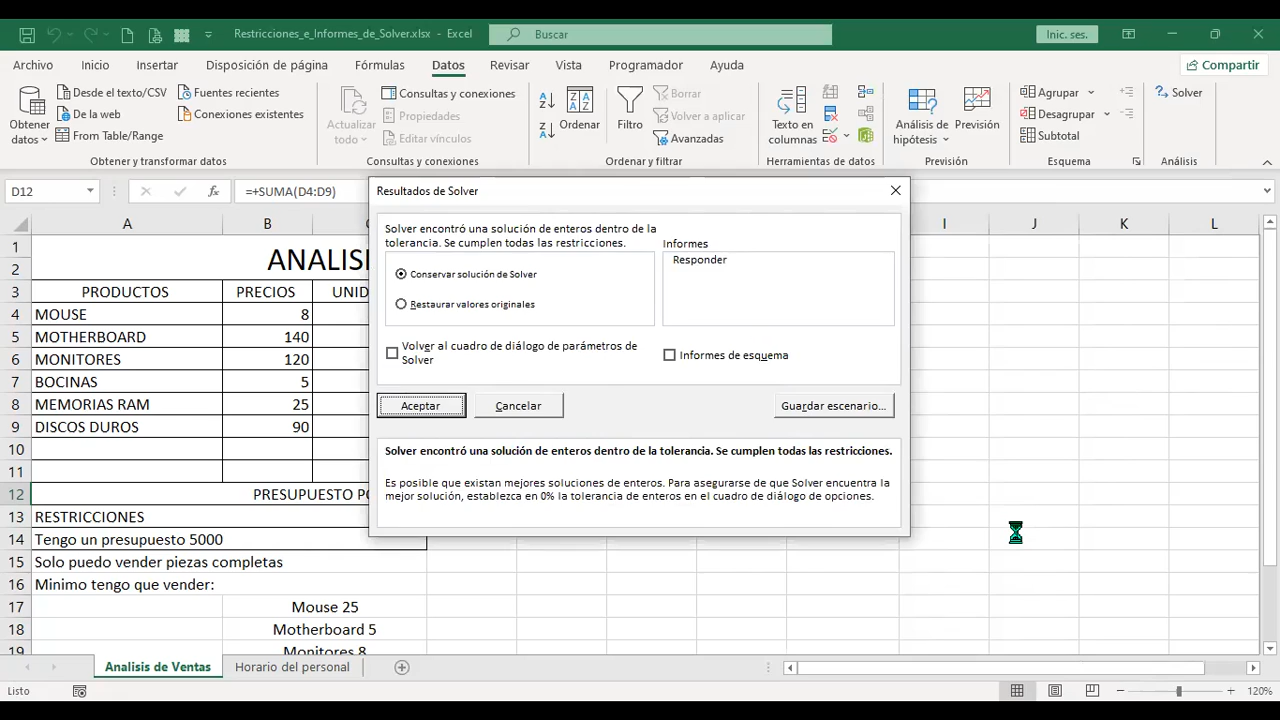 Restricciones_e_Informes_de_Solver.xlsx - Excel
Buscar
Inic. ses.
Archivo Inicio Insertar Disposición de página Fórmulas Datos Revisar Vista Programador Ayuda
Compartir
Obtener datos
Desde el texto/CSV
De la web
From Table/Range
Fuentes recientes
Conexiones existentes
Obtener y transformar datos
Actualizar todo
Consultas y conexiones
Propiedades
Editar vínculos
Consultas y conexiones
Ordenar
Filtro
Borrar
Volver a aplicar
Avanzadas
Ordenar y filtrar
Texto en columnas
Herramientas de datos
Análisis de hipótesis
Previsión
Previsión
Agrupar
Desagrupar
Subtotal
Esquema
Solver
Análisis
D12
fx
=+SUMA(D4:D9)
A B C I J K L
1
2
ANALIS
3 PRODUCTOS PRECIOS UNID
4 MOUSE 8
5 MOTHERBOARD 140
6 MONITORES 120
7 BOCINAS 5
8 MEMORIAS RAM 25
9 DISCOS DUROS 90
10
11
12 PRESUPUESTO PO
13 RESTRICCIONES
14 Tengo un presupuesto 5000
15 Solo puedo vender piezas completas
16 Minimo tengo que vender:
17 Mouse 25
18 Motherboard 5
19 Monitores 8
Resultados de Solver
Solver encontró una solución de enteros dentro de la
tolerancia. Se cumplen todas las restricciones.
Conservar solución de Solver
Restaurar valores originales
Informes
Responder
Volver al cuadro de diálogo de parámetros de
Solver
Informes de esquema
Aceptar
Cancelar
Guardar escenario...
Solver encontró una solución de enteros dentro de la tolerancia. Se cumplen todas las restricciones.
Es posible que existan mejores soluciones de enteros. Para asegurarse de que Solver encuentra la
mejor solución, establezca en 0% la tolerancia de enteros en el cuadro de diálogo de opciones.
Analisis de Ventas
Horario del personal
Listo
120%